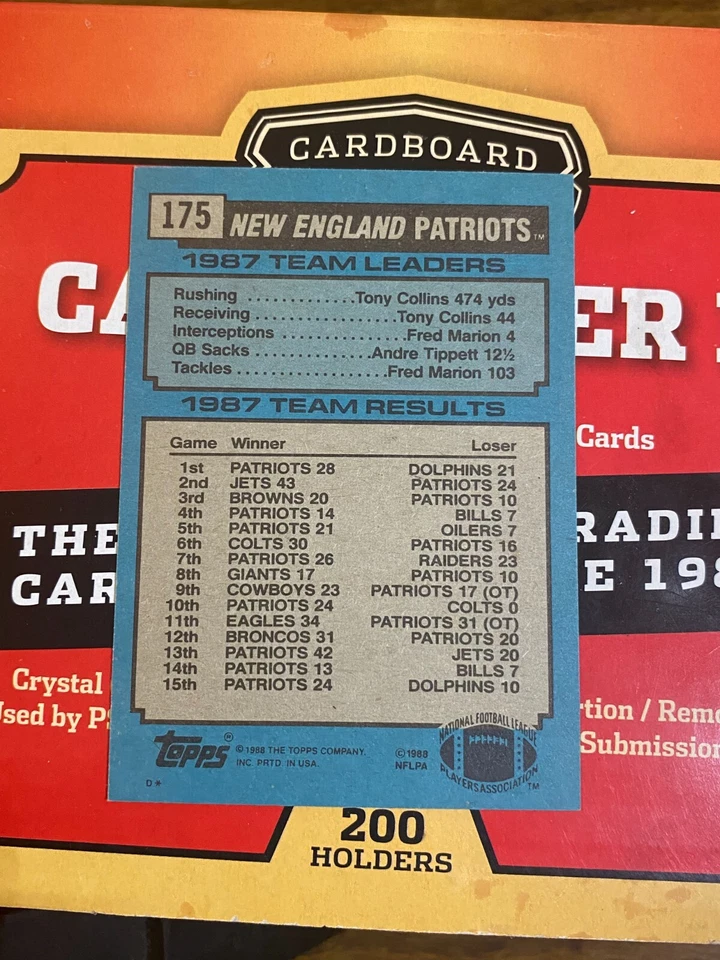 CARDBOARD
175 NEW ENGLAND PATRIOTS™
1987 TEAM LEADERS
Rushing .............Tony Collins 474 yds
Receiving ..................Tony Collins 44
Interceptions ..............Fred Marion 4
QB Sacks ...............Andre Tippett 12½
Tackles ....................Fred Marion 103
1987 TEAM RESULTS
Game Winner Loser
1st PATRIOTS 28 DOLPHINS 21
2nd JETS 43 PATRIOTS 24
3rd BROWNS 20 PATRIOTS 10
4th PATRIOTS 14 BILLS 7
5th PATRIOTS 21 OILERS 7
6th COLTS 30 PATRIOTS 16
7th PATRIOTS 26 RAIDERS 23
8th GIANTS 17 PATRIOTS 10
9th COWBOYS 23 PATRIOTS 17 (OT)
10th PATRIOTS 24 COLTS 0
11th EAGLES 34 PATRIOTS 31 (OT)
12th BRONCOS 31 PATRIOTS 20
13th PATRIOTS 42 JETS 20
14th PATRIOTS 13 BILLS 7
15th PATRIOTS 24 DOLPHINS 10
topps® © 1988 THE TOPPS COMPANY,
INC. PRTD. IN U.S.A.
© 1988
NFLPA
NATIONAL FOOTBALL LEAGUE
PLAYERS ASSOCIATION™
D*
Cards
THE
CAR
Crystal
Used by
Submission
200
HOLDERS